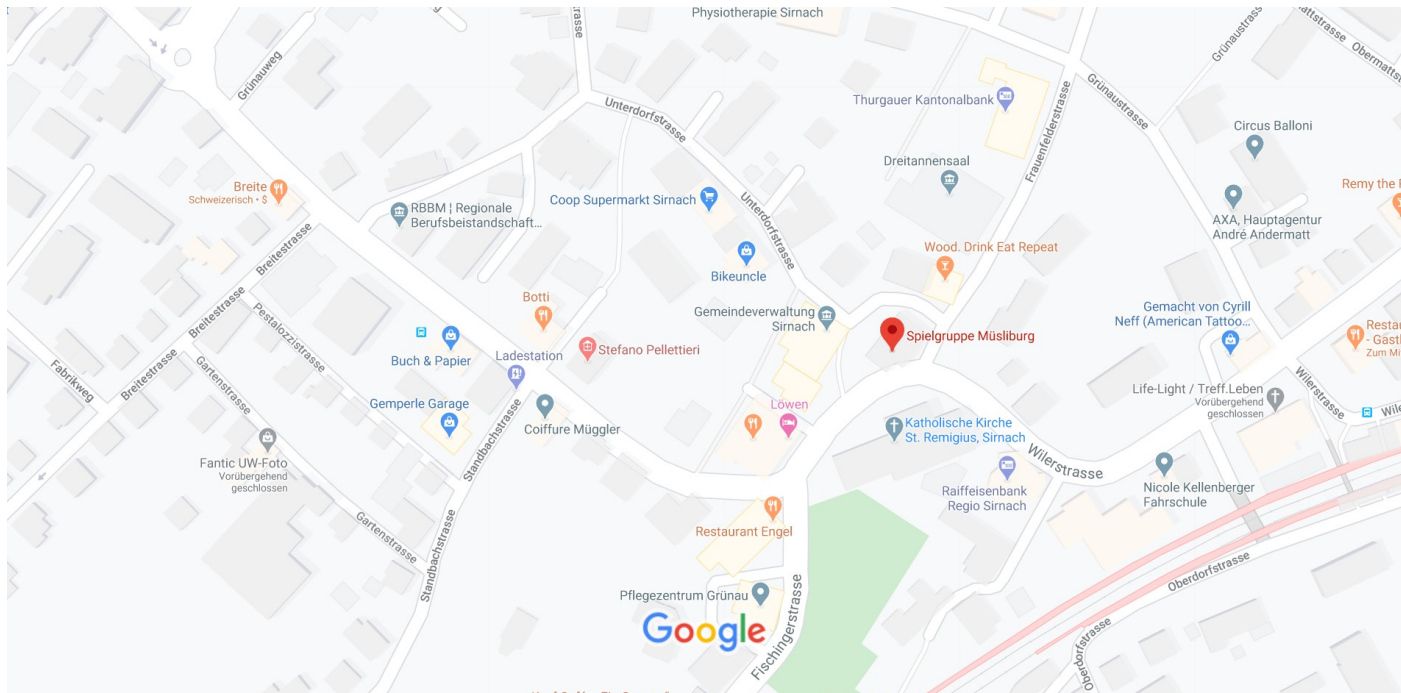 Physiotherapie Sirnach
Grünauweg
Unterdorfstrasse
Thurgauer Kantonalbank
Grünaustrasse
Grünaustrasse
Circus Balloni
Dreitannensaal
Frauenfelderstrasse
Breite
Schweizerisch • $
RBBM | Regionale
Berufsbeistandschaft...
Coop Supermarkt Sirnach
Unterdorfstrasse
AXA, Hauptagentur
André Andermatt
Breitestrasse
Bikeuncle
Wood. Drink Eat Repeat
Breitestrasse
Pestalozzistrasse
Botti
Gemeindeverwaltung
Sirnach
Gemacht von Cyrill
Neff (American Tattoo...
Spielgruppe Müsliburg
Buch & Papier
Ladestation
Stefano Pellettieri
Fabrikweg
Breitestrasse
Gartenstrasse
Gemperle Garage
Löwen
Life-Light / Treff.Leben
Vorübergehend
geschlossen
Wilerstrasse
Coiffure Müggler
Katholische Kirche
St. Remigius, Sirnach
Wilerstrasse
Fantic UW-Foto
Vorübergehend
geschlossen
Standbachstrasse
Raiffeisenbank
Regio Sirnach
Nicole Kellenberger
Fahrschule
Gartenstrasse
Restaurant Engel
Standbachstrasse
Oberdorfstrasse
Pflegezentrum Grünau
Fischingerstrasse
Oberdorfstrasse
Google